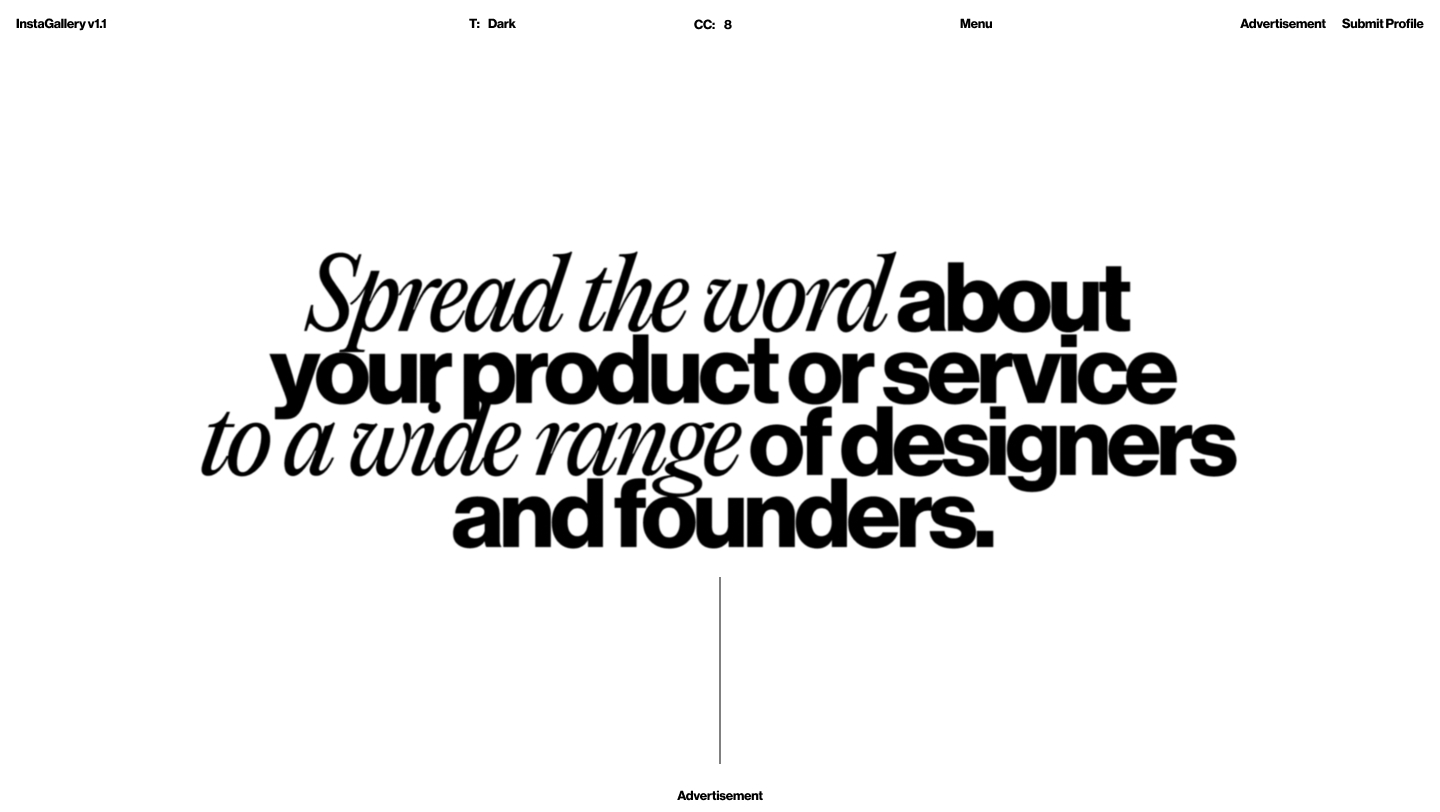 InstaGallery v1.1
T: Dark
CC: 8
Menu
Advertisement
Submit Profile
Spread the word about
your product or service
to a wide range of designers
and founders.
Advertisement